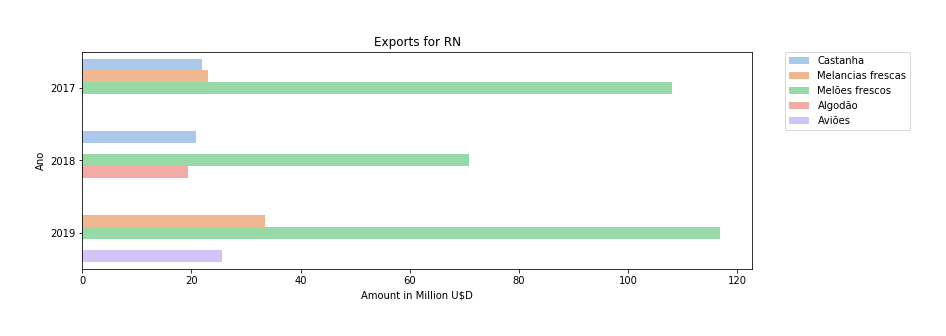 Exports for RN
Castanha
Melancias frescas
Melões frescos
Algodão
Aviões
Ano
2017
2018
2019
0 20 40 60 80 100 120
Amount in Million U$D